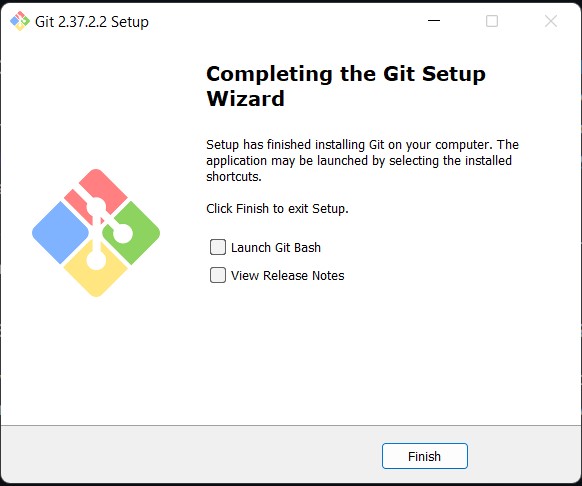 Git 2.37.2.2 Setup
Completing the Git Setup
Wizard
Setup has finished installing Git on your computer. The
application may be launched by selecting the installed
shortcuts.
Click Finish to exit Setup.
Launch Git Bash
View Release Notes
Finish